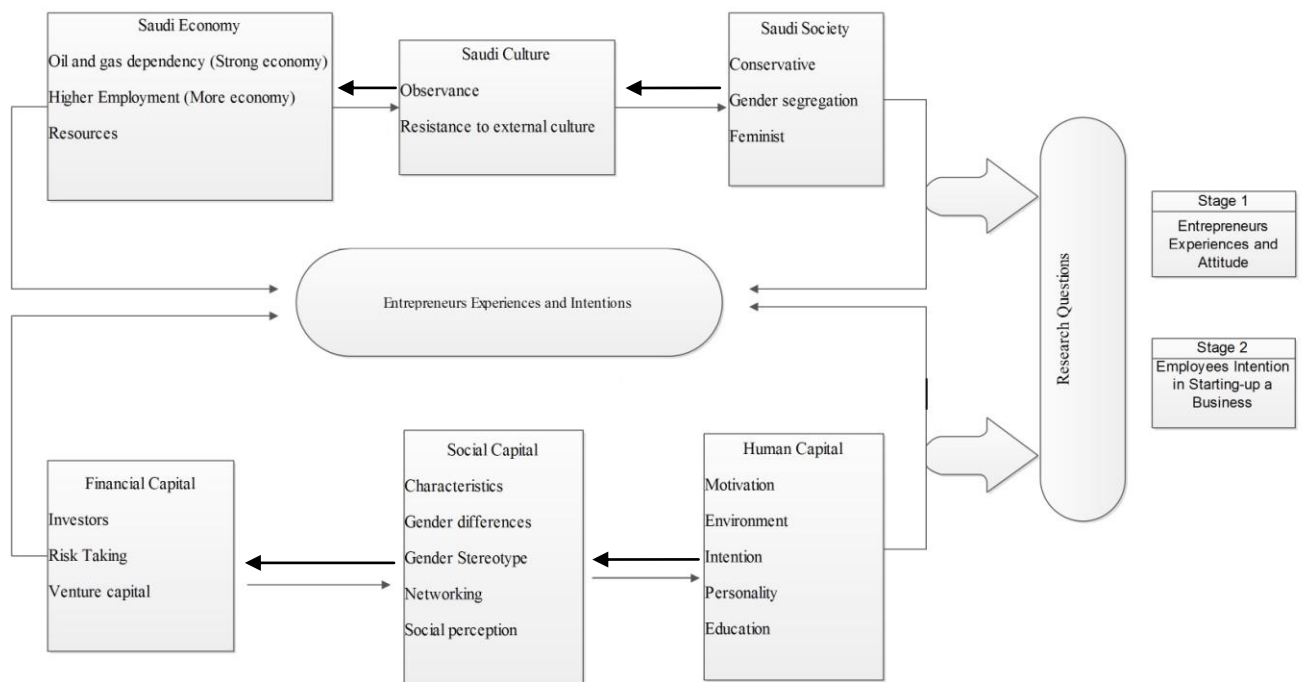 Saudi Economy
Oil and gas dependency (Strong economy)
Higher Employment (More economy)
Resources
Saudi Culture
Observance
Resistance to external culture
Saudi Society
Conservative
Gender segregation
Feminist
Entrepreneurs Experiences and Intentions
Financial Capital
Investors
Risk Taking
Venture capital
Social Capital
Characteristics
Gender differences
Gender Stereotype
Networking
Social perception
Human Capital
Motivation
Environment
Intention
Personality
Education
Research Questions
Stage 1
Entrepreneurs
Experiences and
Attitude
Stage 2
Employees Intention
in Starting-up a
Business